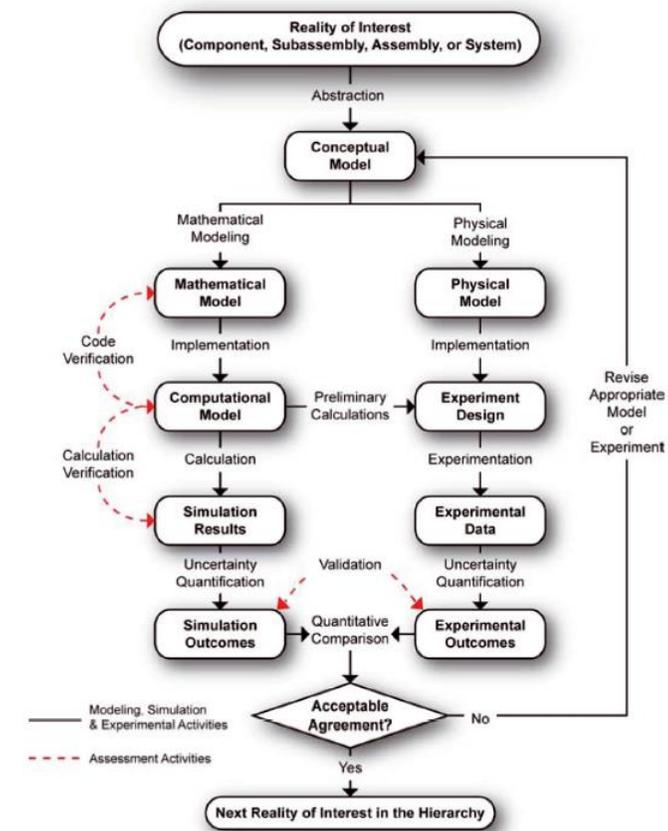 Reality of Interest
(Component, Subassembly, Assembly, or System)
Abstraction
Conceptual
Model
Mathematical
Modeling
Physical
Modeling
Mathematical
Model
Physical
Model
Code
Verification
Implementation
Implementation
Revise
Appropriate
Model
or
Experiment
Computational
Model
Preliminary
Calculations
Experiment
Design
Calculation
Verification
Calculation
Experimentation
Simulation
Results
Experimental
Data
Uncertainty
Quantification
Validation
Uncertainty
Quantification
Simulation
Outcomes
Quantitative
Comparison
Experimental
Outcomes
Modeling, Simulation
& Experimental Activities
Acceptable
Agreement?
No
Assessment Activities
Yes
Next Reality of Interest in the Hierarchy